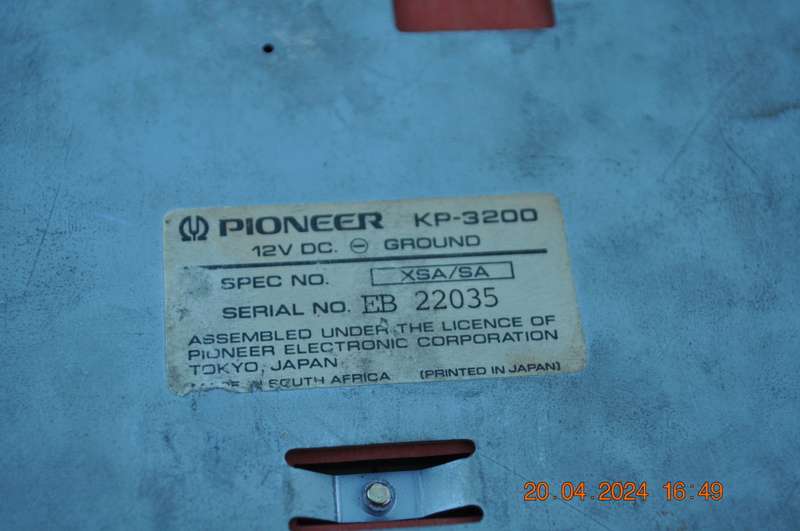 PIONEER KP-3200
12V DC. ⊖ GROUND
SPEC NO. XSA/SA
SERIAL NO. EB 22035
ASSEMBLED UNDER THE LICENCE OF
PIONEER ELECTRONIC CORPORATION
TOKYO, JAPAN
IN SOUTH AFRICA (PRINTED IN JAPAN)
20.04.2024 16:49